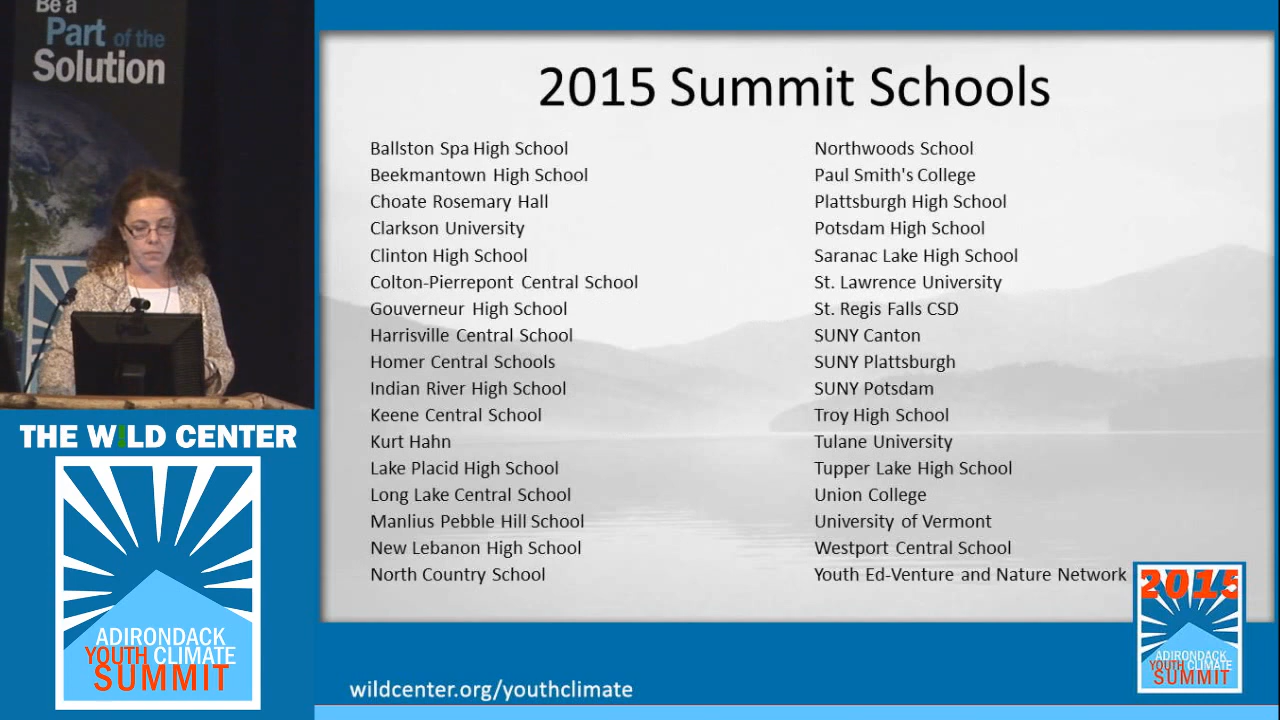 Be a
Part of the
Solution
THE WILD CENTER
ADIRONDACK
YOUTH CLIMATE
SUMMIT
2015 Summit Schools
Ballston Spa High School
Beekmantown High School
Choate Rosemary Hall
Clarkson University
Clinton High School
Colton-Pierrepont Central School
Gouverneur High School
Harrisville Central School
Homer Central Schools
Indian River High School
Keene Central School
Kurt Hahn
Lake Placid High School
Long Lake Central School
Manlius Pebble Hill School
New Lebanon High School
North Country School
Northwoods School
Paul Smith's College
Plattsburgh High School
Potsdam High School
Saranac Lake High School
St. Lawrence University
St. Regis Falls CSD
SUNY Canton
SUNY Plattsburgh
SUNY Potsdam
Troy High School
Tulane University
Tupper Lake High School
Union College
University of Vermont
Westport Central School
Youth Ed-Venture and Nature Network
2015
ADIRONDACK
YOUTH CLIMATE
SUMMIT
wildcenter.org/youthclimate